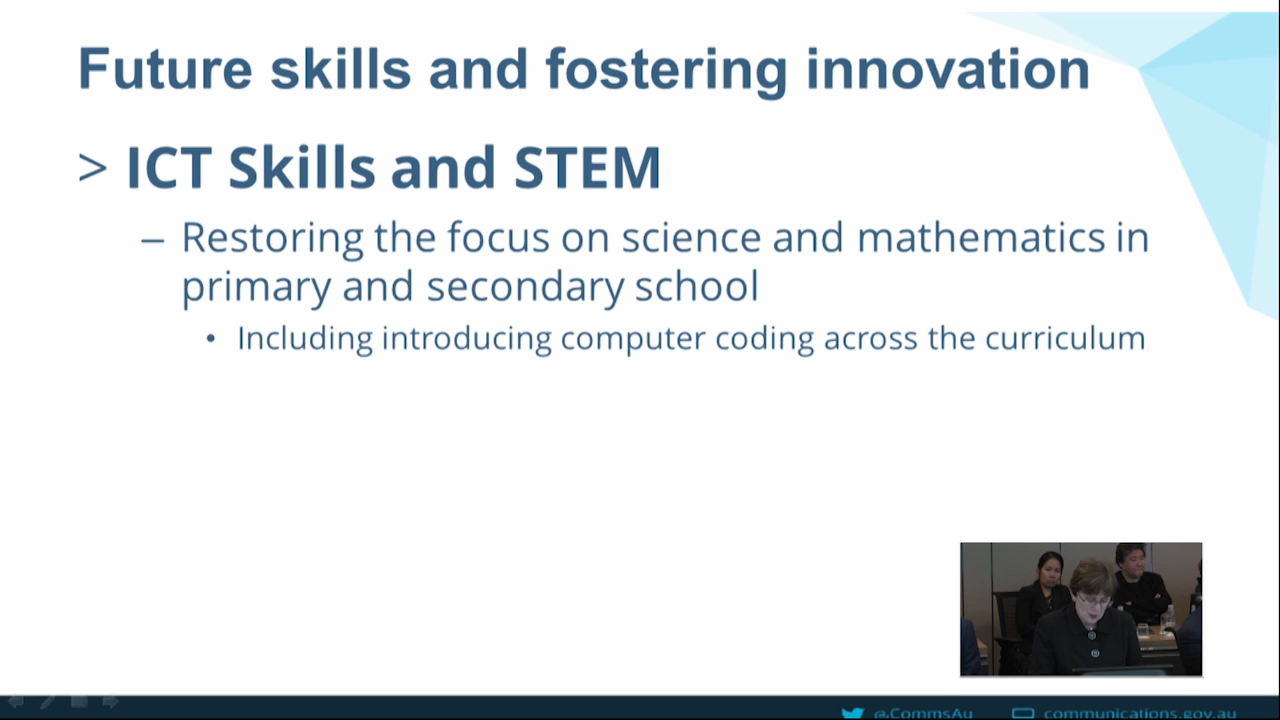 Future skills and fostering innovation
> ICT Skills and STEM
– Restoring the focus on science and mathematics in
primary and secondary school
• Including introducing computer coding across the curriculum
@CommsAu communications.gov.au